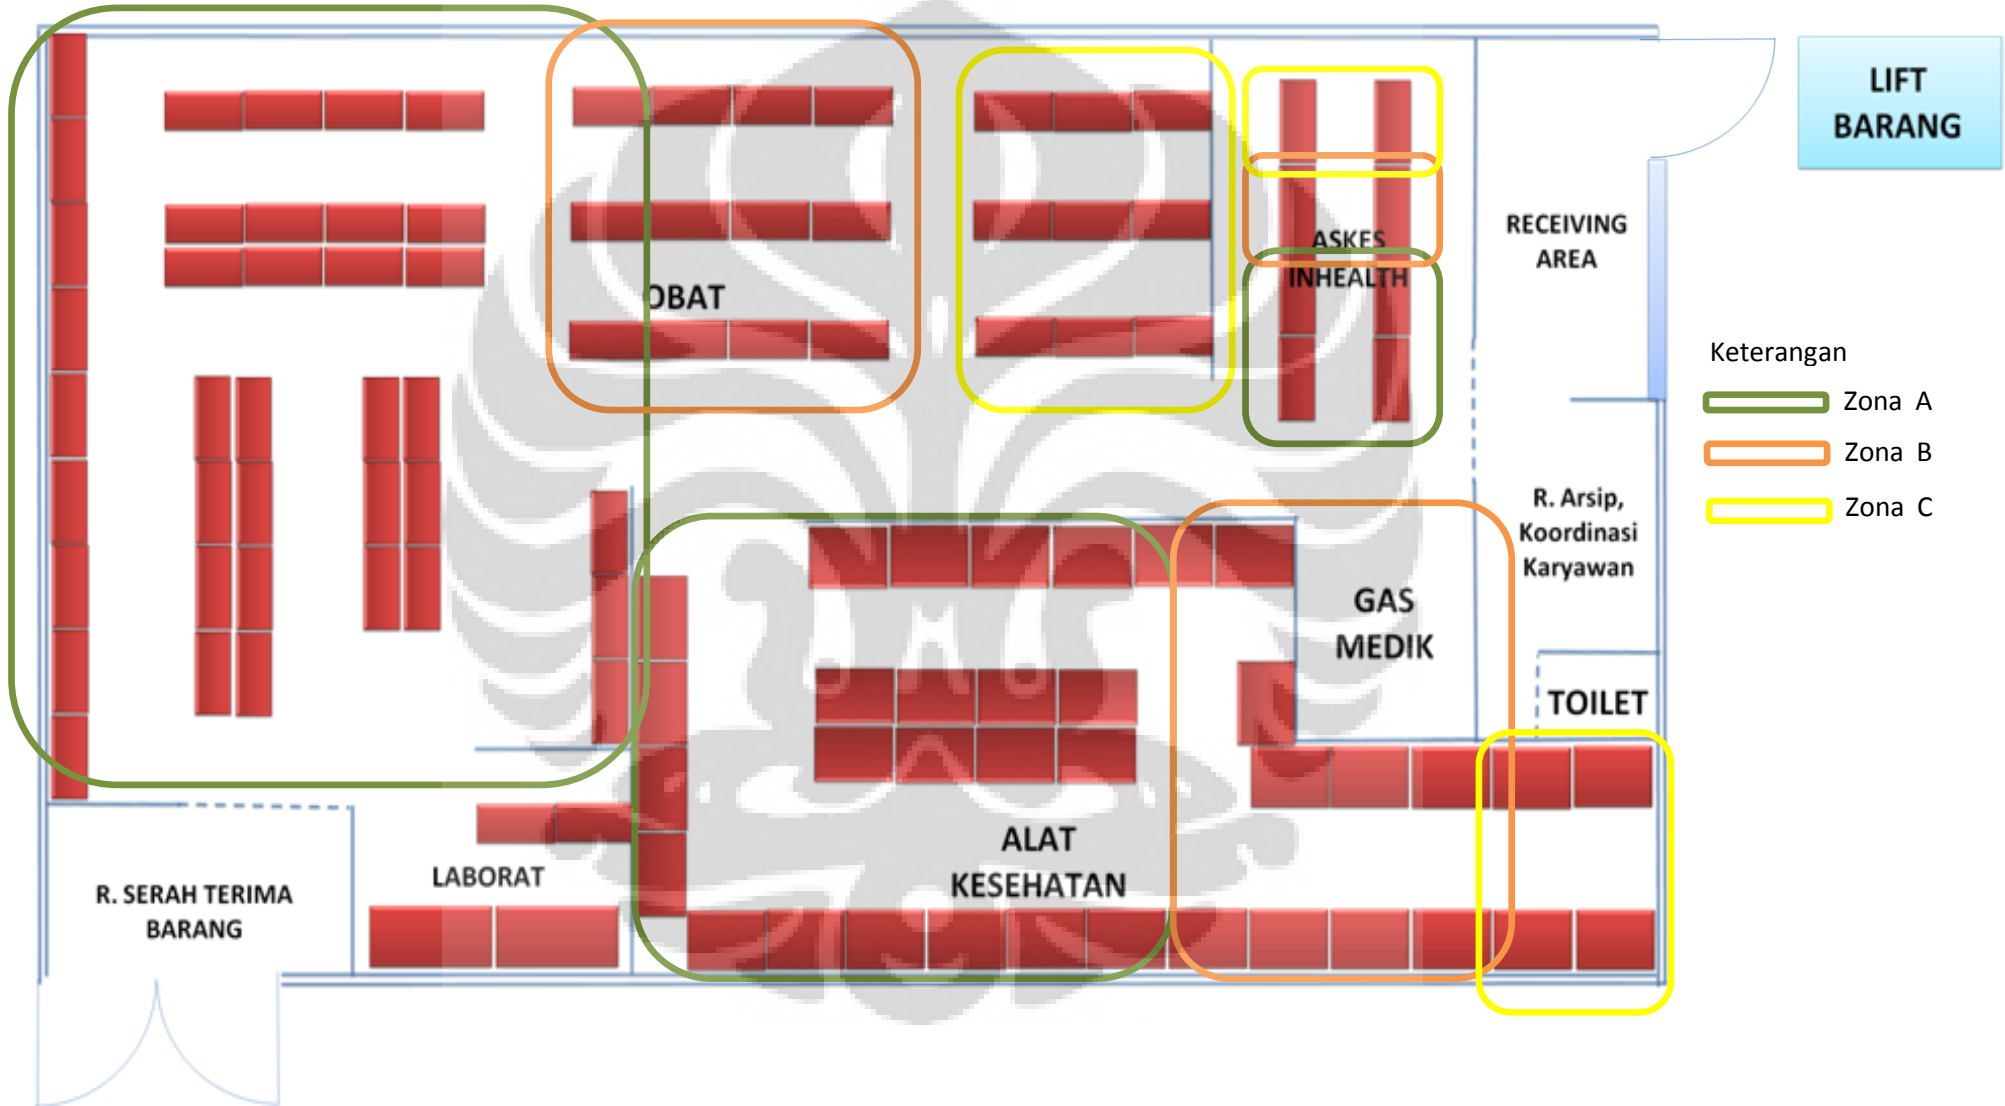 LIFT
BARANG
RECEIVING
AREA
ASKES
INHEALTH
OBAT
Keterangan
Zona A
Zona B
Zona C
R. Arsip,
Koordinasi
Karyawan
GAS
MEDIK
TOILET
ALAT
KESEHATAN
LABORAT
R. SERAH TERIMA
BARANG